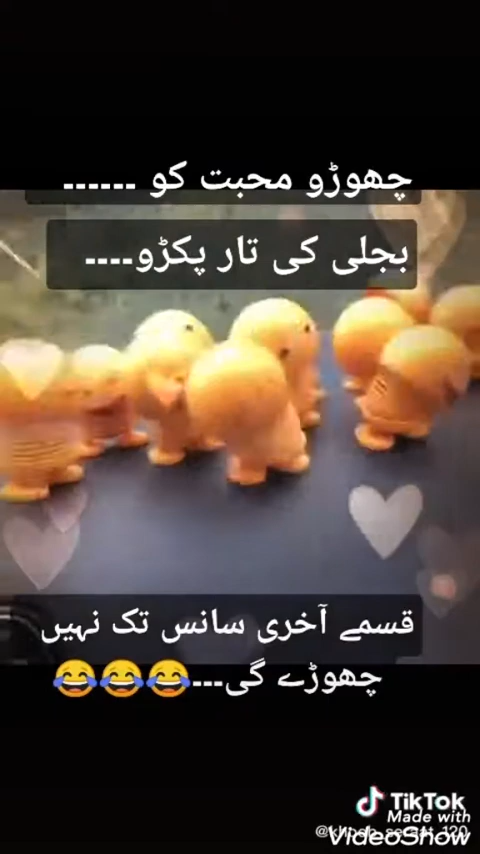 چھوڑو محبت کو ......
بجلی کی تار پکڑو....
قسمے آخری سانس تک نہیں
چھوڑے گی...😂😂😂
TikTok
Made with
VideoShow